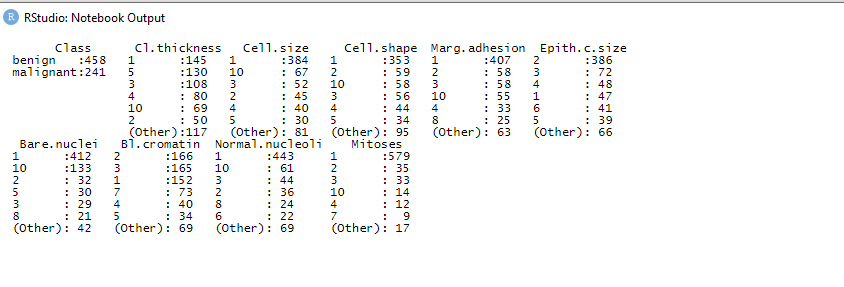 R RStudio: Notebook Output
Class Cl.thickness Cell.size Cell.shape Marg.adhesion Epith.c.size
benign :458 1 :145 1 :384 1 :353 1 :407 2 :386
malignant:241 5 :130 10 : 67 2 : 59 2 : 58 3 : 72
3 :108 3 : 52 10 : 58 3 : 58 4 : 48
4 : 80 2 : 45 3 : 56 10 : 55 1 : 47
10 : 69 4 : 40 4 : 44 4 : 33 6 : 41
2 : 50 5 : 30 5 : 34 8 : 25 5 : 39
(Other):117 (Other): 81 (Other): 95 (Other): 63 (Other): 66
Bare.nuclei Bl.cromatin Normal.nucleoli Mitoses
1 :412 2 :166 1 :443 1 :579
10 :133 3 :165 10 : 61 2 : 35
2 : 32 1 :152 3 : 44 3 : 33
5 : 30 7 : 73 2 : 36 10 : 14
3 : 29 4 : 40 8 : 24 4 : 12
8 : 21 5 : 34 6 : 22 7 : 9
(Other): 42 (Other): 69 (Other): 69 (Other): 17